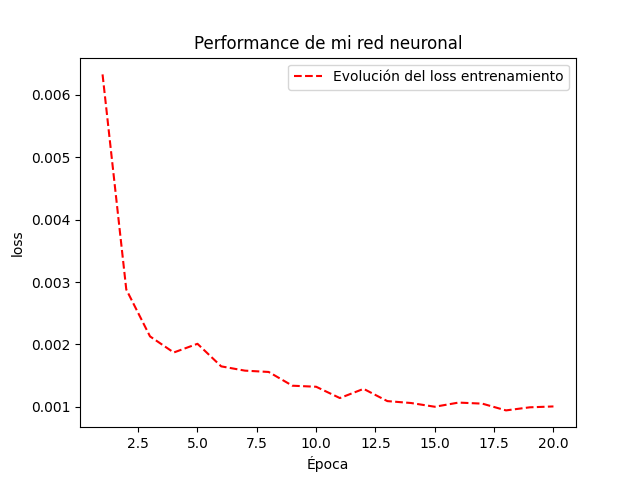 Performance de mi red neuronal
Evolución del loss entrenamiento
0.006
0.005
0.004
0.003
0.002
0.001
loss
2.5 5.0 7.5 10.0 12.5 15.0 17.5 20.0
Época